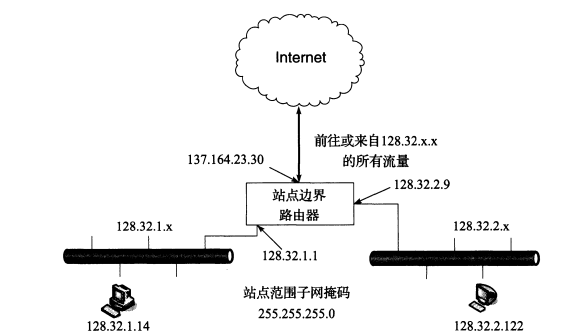 Internet
前往或来自128.32.x.x
的所有流量
137.164.23.30
128.32.2.9
站点边界
路由器
128.32.1.x
128.32.2.x
128.32.1.1
站点范围子网掩码
255.255.255.0
128.32.1.14
128.32.2.122